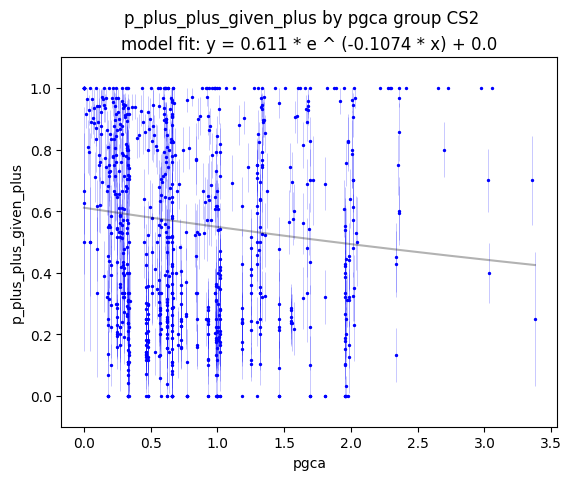 p_plus_plus_given_plus by pgca group CS2
model fit: y = 0.611 * e ^ (-0.1074 * x) + 0.0
p_plus_plus_given_plus
1.0
0.8
0.6
0.4
0.2
0.0
0.0 0.5 1.0 1.5 2.0 2.5 3.0 3.5
pgca